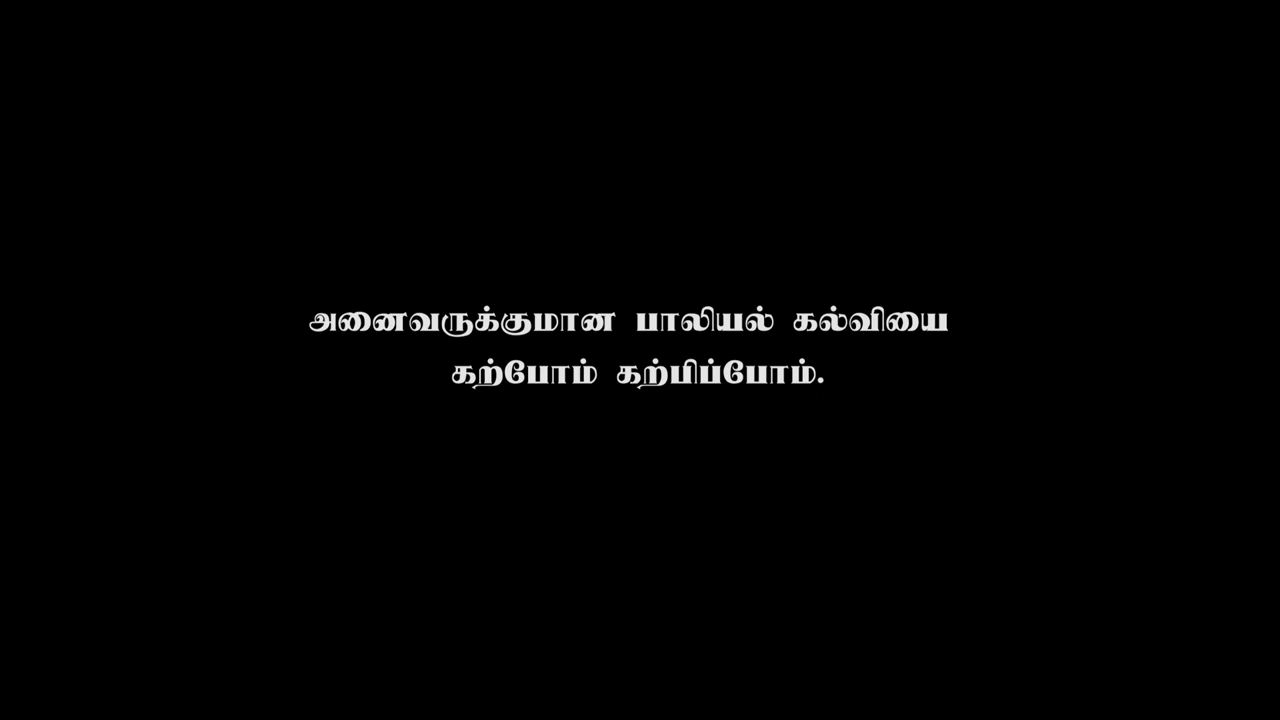 அனைவருக்குமான பாலியல் கல்வியை
கற்போம் கற்பிப்போம்.